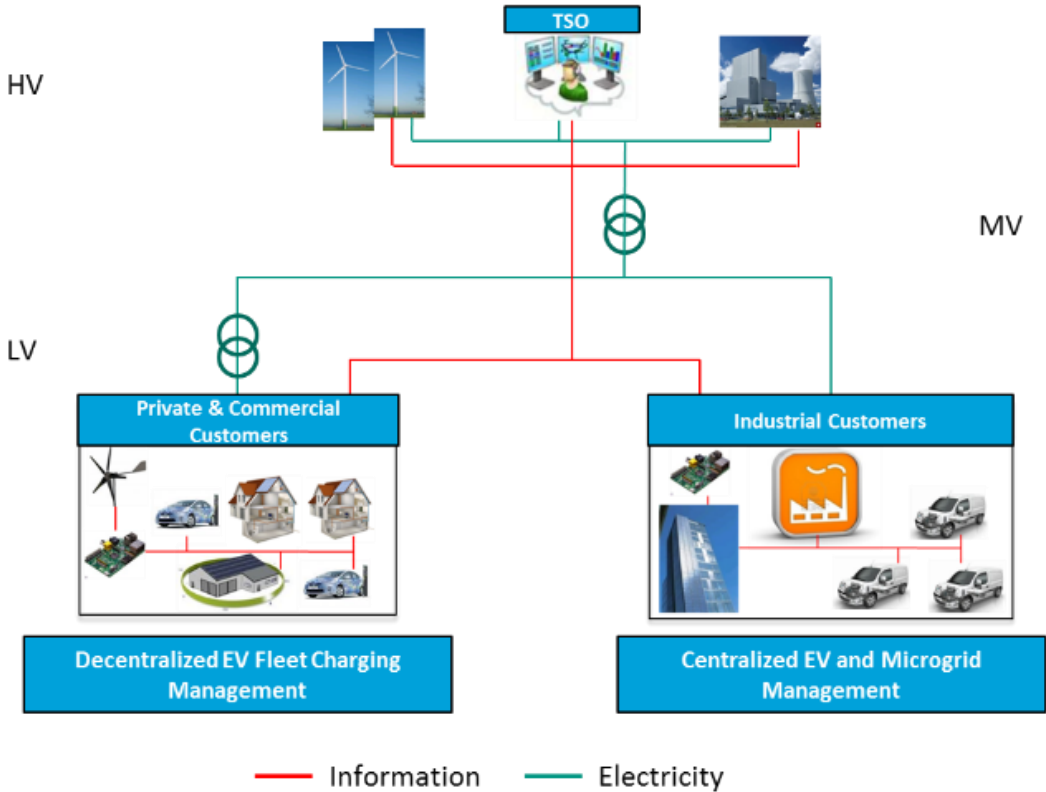 TSO
HV
MV
LV
Private & Commercial
Customers
Industrial Customers
Decentralized EV Fleet Charging
Management
Centralized EV and Microgrid
Management
Information
Electricity